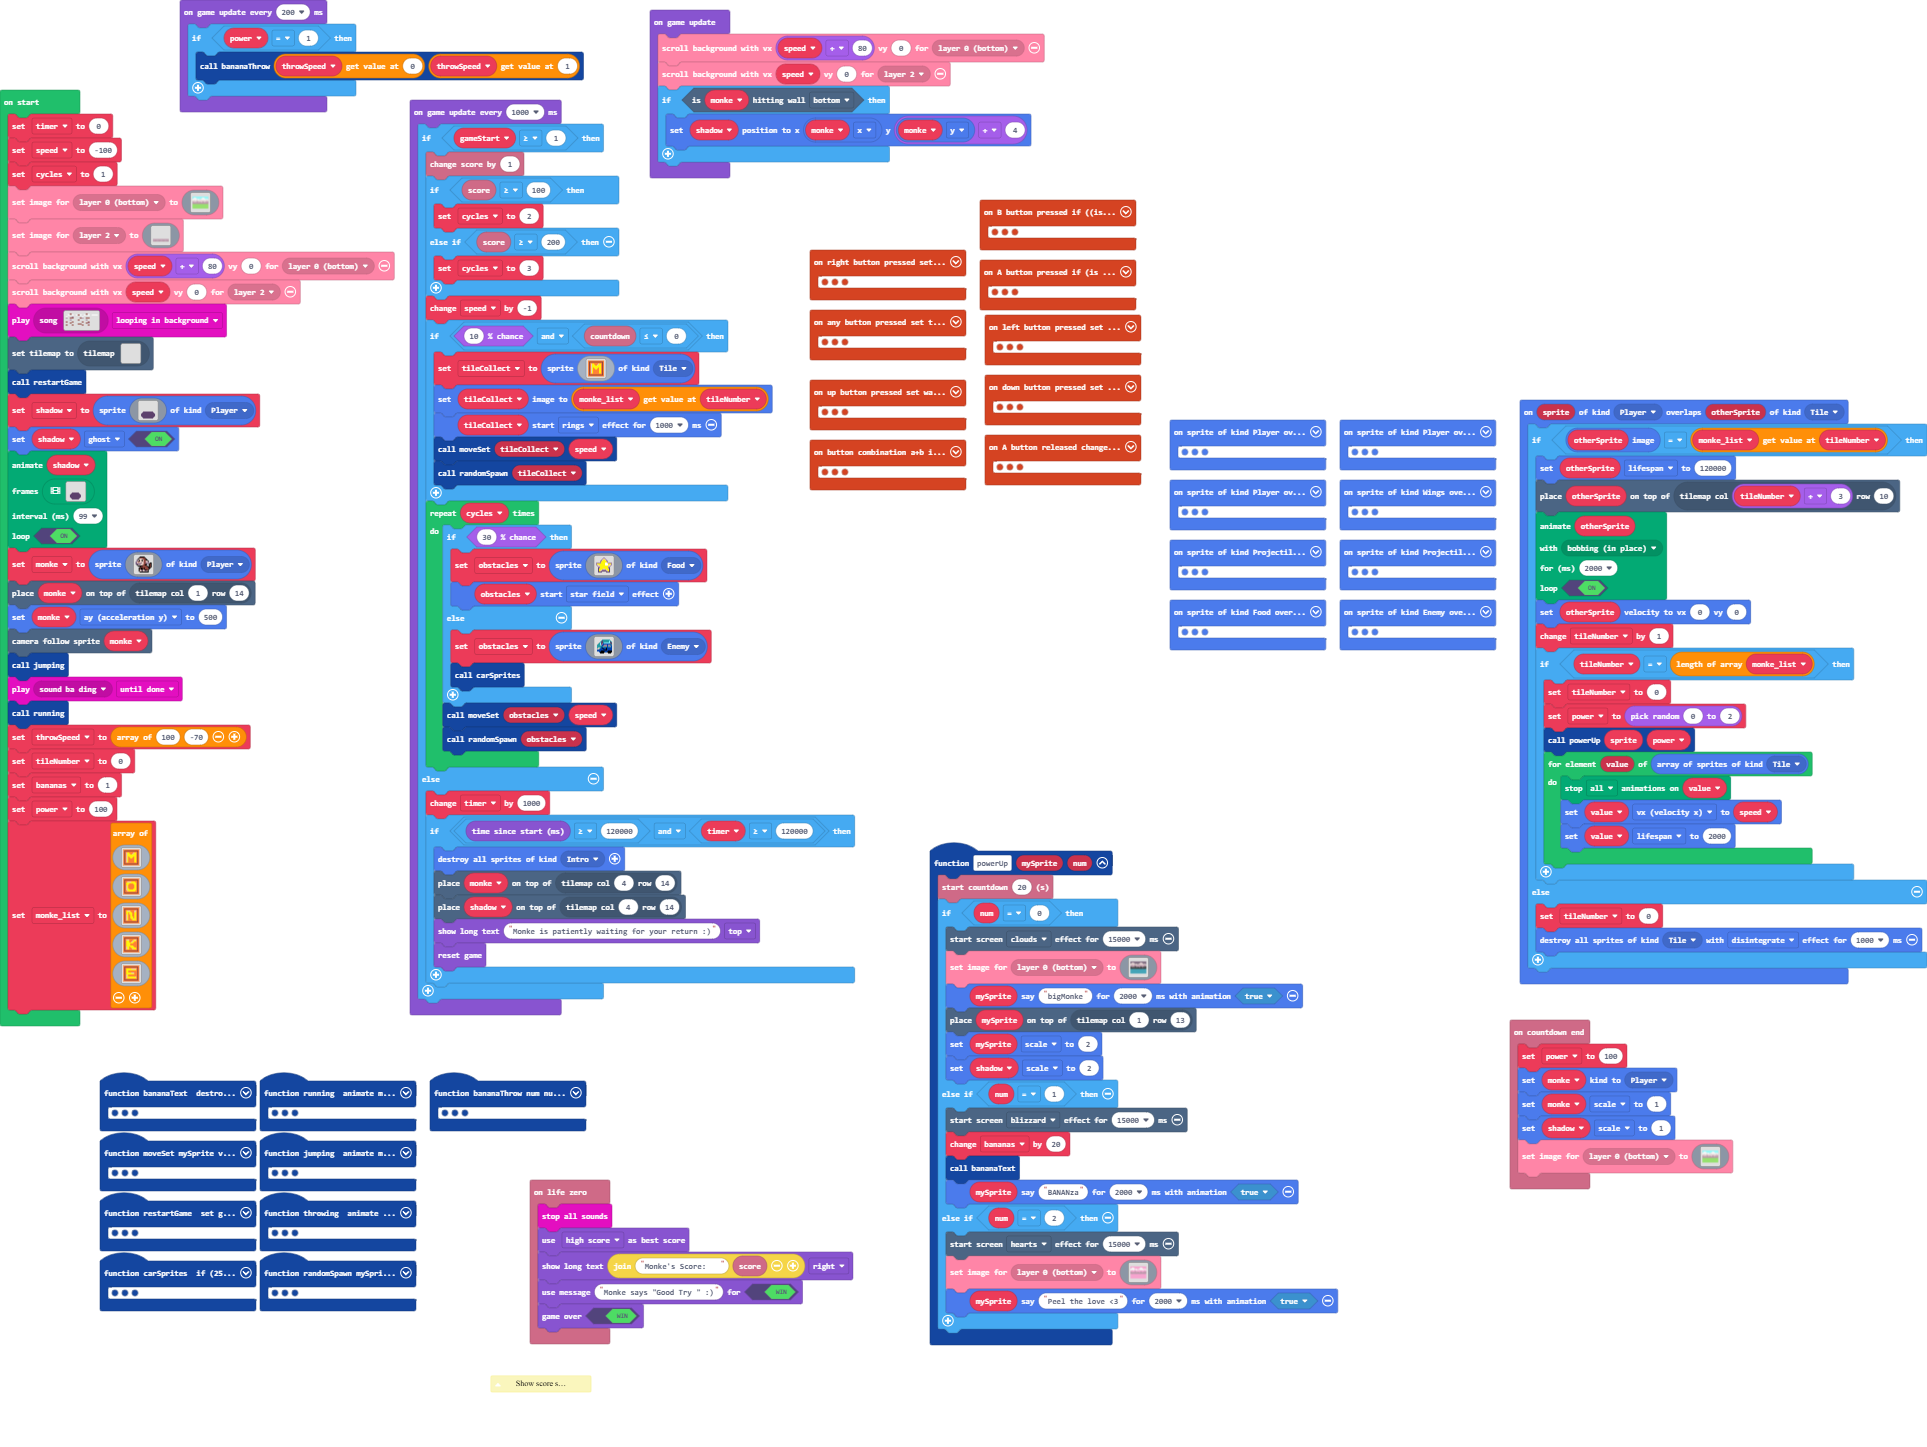 on game update every 200 ms
if power = 1 then
call bananaThrow throwSpeed get value at 0 throwSpeed get value at 1
on start
set timer to 0
set speed to -100
set cycles to 1
set image for layer 0 (bottom) to
set image for layer 2 to
scroll background with vx speed ÷ 80 vy 0 for layer 0 (bottom)
scroll background with vx speed vy 0 for layer 2
play song looping in background
set tilemap to tilemap
call restartGame
set shadow to sprite of kind Player
set shadow ghost ON
animate shadow
frames
interval (ms) 99
loop ON
set monke to sprite of kind Player
place monke on top of tilemap col 1 row 14
set monke ay (acceleration y) to 500
camera follow sprite monke
call jumping
play sound ba ding until done
call running
set throwSpeed to array of 100 -70
set tileNumber to 0
set bananas to 1
set power to 100
set monke_list to array of
M
O
N
K
E
on game update every 1000 ms
if gameStart ≥ 1 then
change score by 1
if score ≥ 100 then
set cycles to 2
else if score ≥ 200 then
set cycles to 3
change speed by -1
if 10 % chance and countdown ≤ 0 then
set tileCollect to sprite M of kind Tile
set tileCollect image to monke_list get value at tileNumber
tileCollect start rings effect for 1000 ms
call moveSet tileCollect speed
call randomSpawn tileCollect
repeat cycles times
do
if 30 % chance then
set obstacles to sprite of kind Food
obstacles start star field effect
else
set obstacles to sprite of kind Enemy
call carSprites
call moveSet obstacles speed
call randomSpawn obstacles
else
change timer by 1000
if time since start (ms) ≥ 120000 and timer ≥ 120000 then
destroy all sprites of kind Intro
place monke on top of tilemap col 4 row 14
place shadow on top of tilemap col 4 row 14
show long text "Monke is patiently waiting for your return :)" top
reset game
on game update
scroll background with vx speed ÷ 80 vy 0 for layer 0 (bottom)
scroll background with vx speed vy 0 for layer 2
if is monke hitting wall bottom then
set shadow position to x monke x y monke y + 4
on B button pressed if ((is...
on right button pressed set...
on A button pressed if (is ...
on any button pressed set t...
on left button pressed set ...
on up button pressed set wa...
on down button pressed set ...
on button combination a+b i...
on A button released change...
on sprite of kind Player ov...
on sprite of kind Player ov...
on sprite of kind Player ov...
on sprite of kind Wings ove...
on sprite of kind Projectil...
on sprite of kind Projectil...
on sprite of kind Food over...
on sprite of kind Enemy ove...
on sprite of kind Player overlaps otherSprite of kind Tile
if otherSprite image = monke_list get value at tileNumber then
set otherSprite lifespan to 120000
place otherSprite on top of tilemap col tileNumber + 3 row 10
animate otherSprite
with bobbing (in place)
for (ms) 2000
loop ON
set otherSprite velocity to vx 0 vy 0
change tileNumber by 1
if tileNumber = length of array monke_list then
set tileNumber to 0
set power to pick random 0 to 2
call powerUp sprite power
for element value of array of sprites of kind Tile
do
stop all animations on value
set value vx (velocity x) to speed
set value lifespan to 2000
else
set tileNumber to 0
destroy all sprites of kind Tile with disintegrate effect for 1000 ms
function powerUp mySprite num
start countdown 20 (s)
if num = 0 then
start screen clouds effect for 15000 ms
set image for layer 0 (bottom) to
mySprite say "bigMonke" for 2000 ms with animation true
place mySprite on top of tilemap col 1 row 13
set mySprite scale to 2
set shadow scale to 2
else if num = 1 then
start screen blizzard effect for 15000 ms
change bananas by 20
call bananaText
mySprite say "BANANza" for 2000 ms with animation true
else if num = 2 then
start screen hearts effect for 15000 ms
set image for layer 0 (bottom) to
mySprite say "Peel the love <3" for 2000 ms with animation true
on countdown end
set power to 100
set monke kind to Player
set monke scale to 1
set shadow scale to 1
set image for layer 0 (bottom) to
function bananaText destro...
function running animate m...
function bananaThrow num nu...
function moveSet mySprite v...
function jumping animate m...
function restartGame set g...
function throwing animate ...
function carSprites if (25...
function randomSpawn mySpri...
on life zero
stop all sounds
use high score as best score
show long text join "Monke's Score: " score right
use message "Monke says "Good Try " :)" for WIN
game over WIN
Show score s...